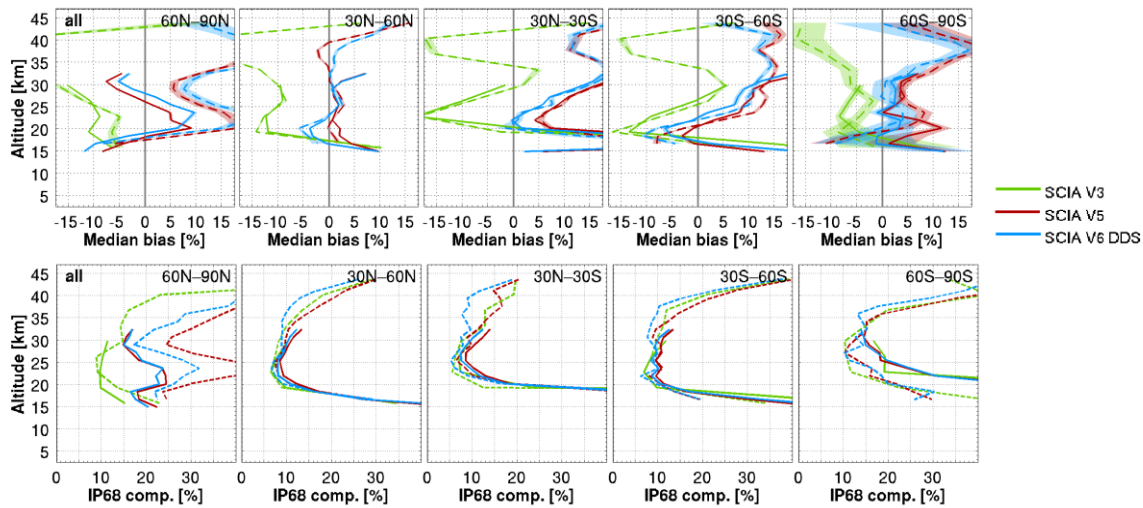 all 60N–90N 30N–60N 30N–30S 30S–60S 60S–90S
45
40
35
30
25
20
15
10
5
Altitude [km]
-15 -10 -5 0 5 10 15 -15 -10 -5 0 5 10 15 -15 -10 -5 0 5 10 15 -15 -10 -5 0 5 10 15 -15 -10 -5 0 5 10 15
Median bias [%] Median bias [%] Median bias [%] Median bias [%] Median bias [%]
SCIA V3
SCIA V5
SCIA V6 DDS
all 60N–90N 30N–60N 30N–30S 30S–60S 60S–90S
45
40
35
30
25
20
15
10
5
Altitude [km]
0 10 20 30 0 10 20 30 0 10 20 30 0 10 20 30 0 10 20 30
IP68 comp. [%] IP68 comp. [%] IP68 comp. [%] IP68 comp. [%] IP68 comp. [%]